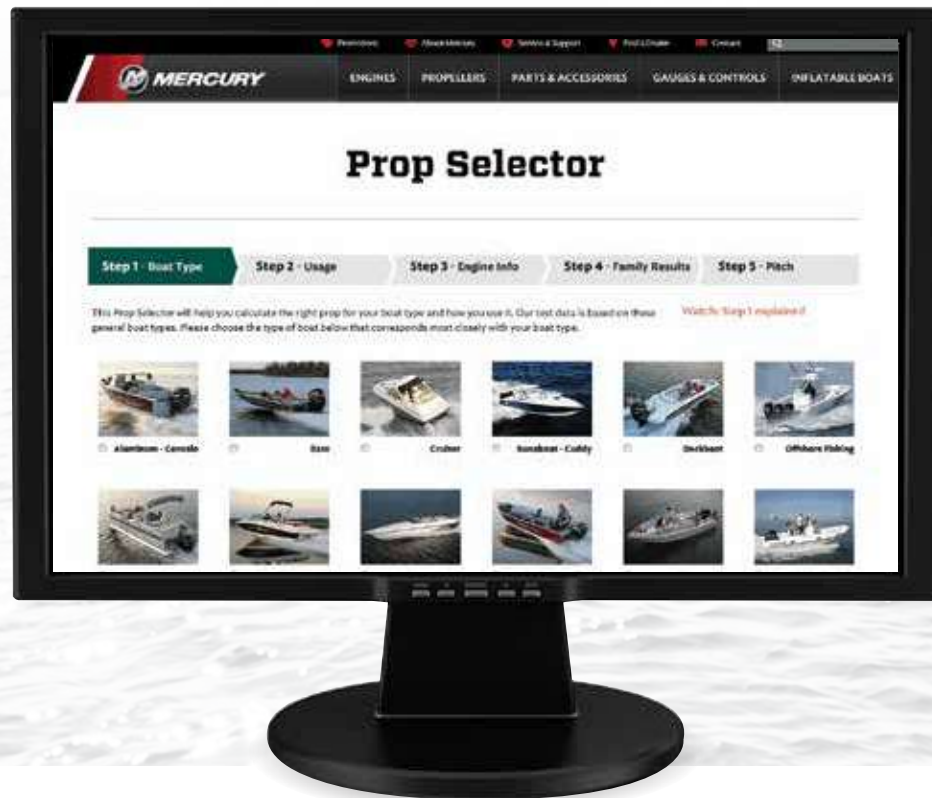 Promotions About Mercury Service & Support Find a Dealer Contact
MERCURY
ENGINES PROPELLERS PARTS & ACCESSORIES GAUGES & CONTROLS INFLATABLE BOATS
Prop Selector
Step 1 - Boat Type Step 2 - Usage Step 3 - Engine Info Step 4 - Family Results Step 5 - Pitch
This Prop Selector will help you calculate the right prop for your boat type and how you use it. Our test data is based on these
general boat types. Please choose the type of boat below that corresponds most closely with your boat type.
Watch: Step 1 explained
Aluminum - Console Bass Cruiser Runabout - Cuddy Deckboat Offshore Fishing